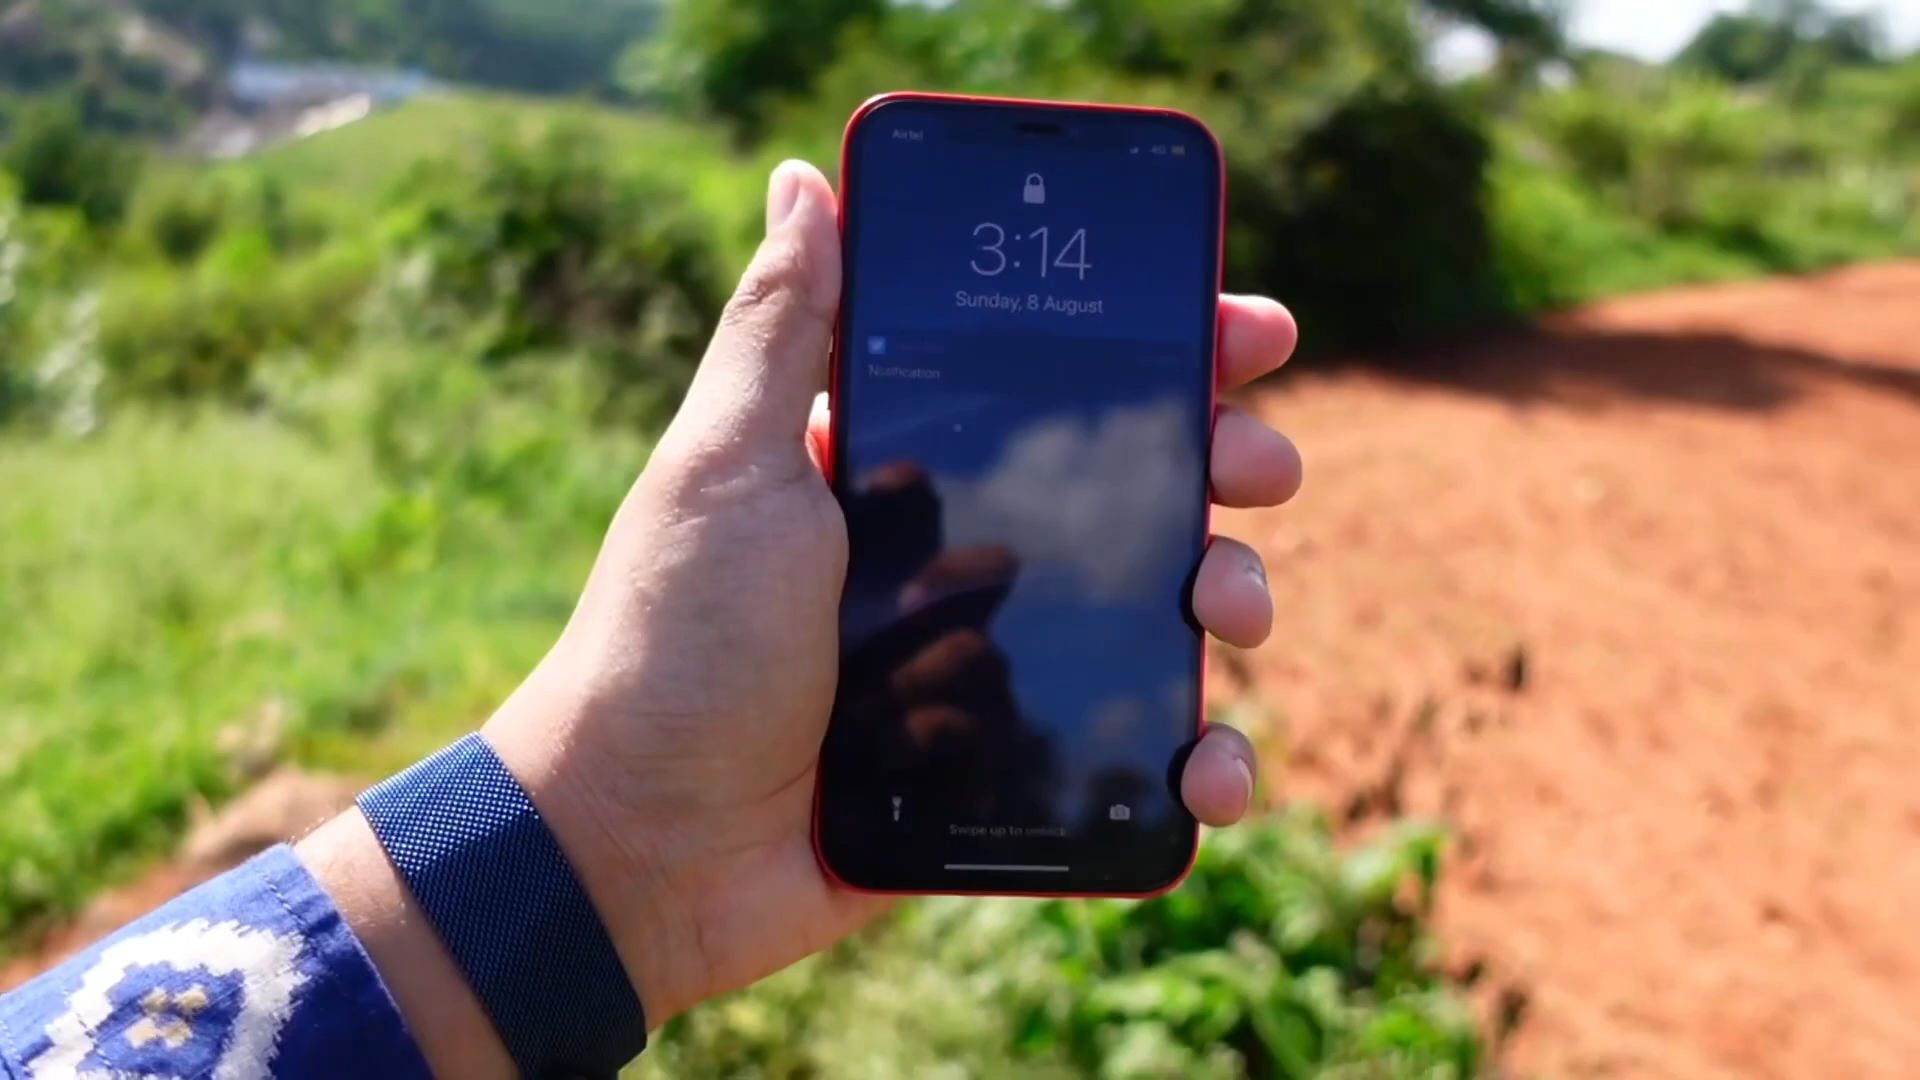 Airtel
4G
3:14
Sunday, 8 August
Notification
Swipe up to unlock